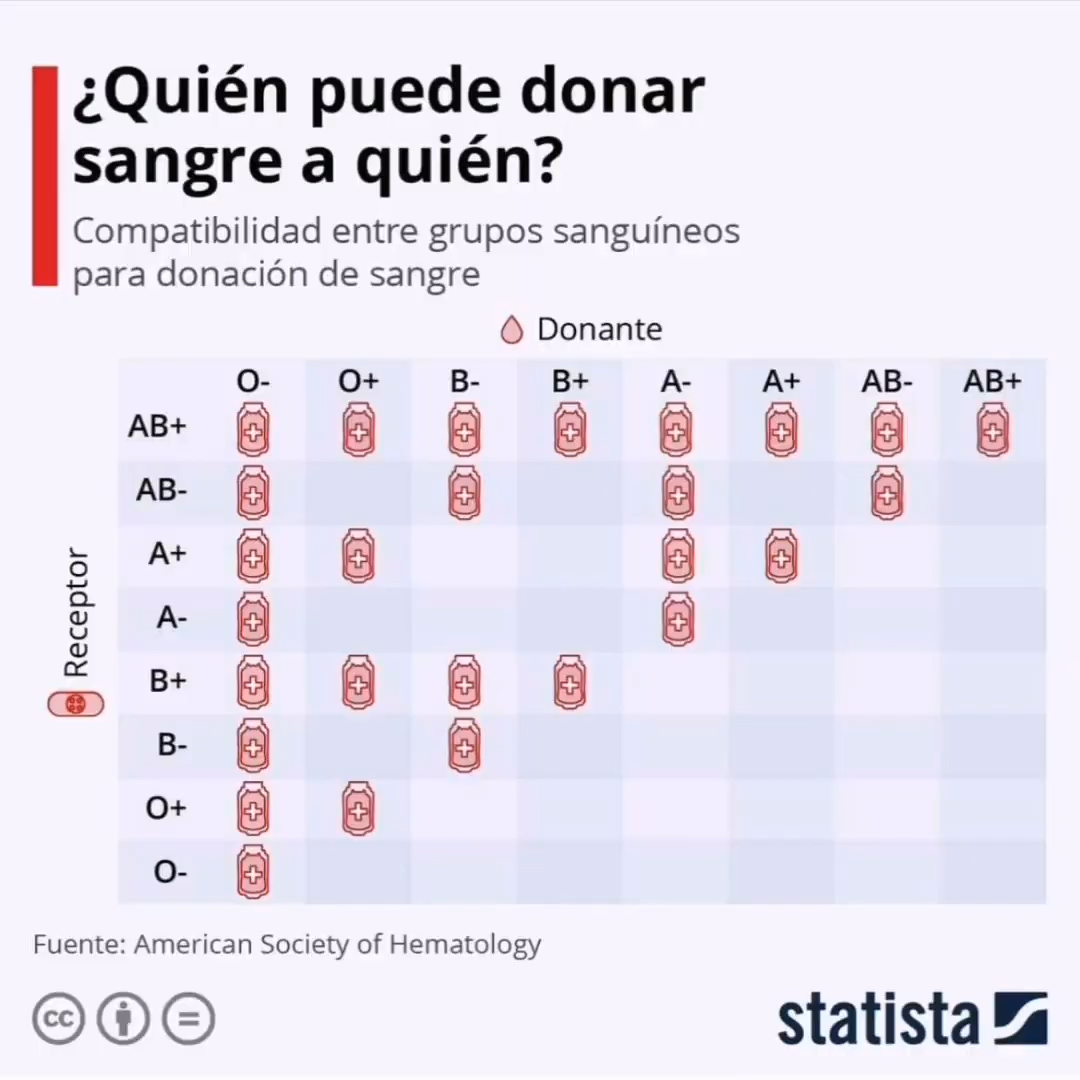 ¿Quién puede donar
sangre a quién?
Compatibilidad entre grupos sanguíneos
para donación de sangre
Donante
O- O+ B- B+ A- A+ AB- AB+
AB+
AB-
A+
A-
B+
B-
O+
O-
Receptor
Fuente: American Society of Hematology
cc
statista